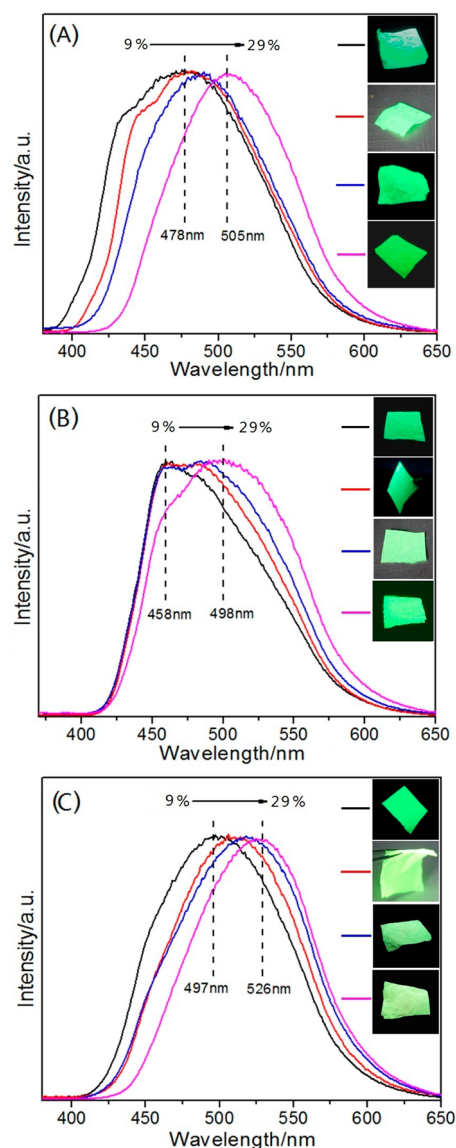 (A)
9% 29%
Intensity/a.u.
478nm 505nm
400 450 500 550 600 650
Wavelength/nm
(B)
9% 29%
Intensity/a.u.
458nm 498nm
400 450 500 550 600 650
Wavelength/nm
(C)
9% 29%
Intensity/a.u.
497nm 526nm
400 450 500 550 600 650
Wavelength/nm